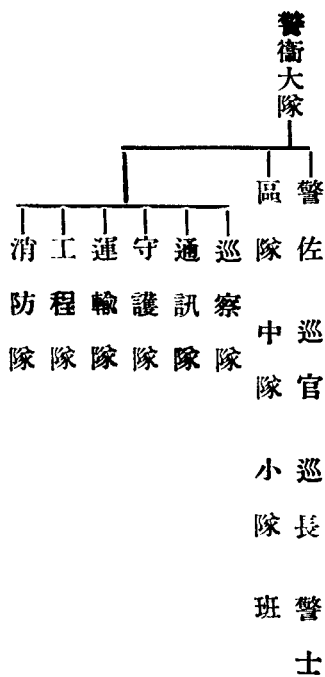 警衞大隊
警佐 巡官 巡長 警士
區隊 中隊 小隊 班
巡察隊
通訊隊
守護隊
運輸隊
工程隊
消防隊